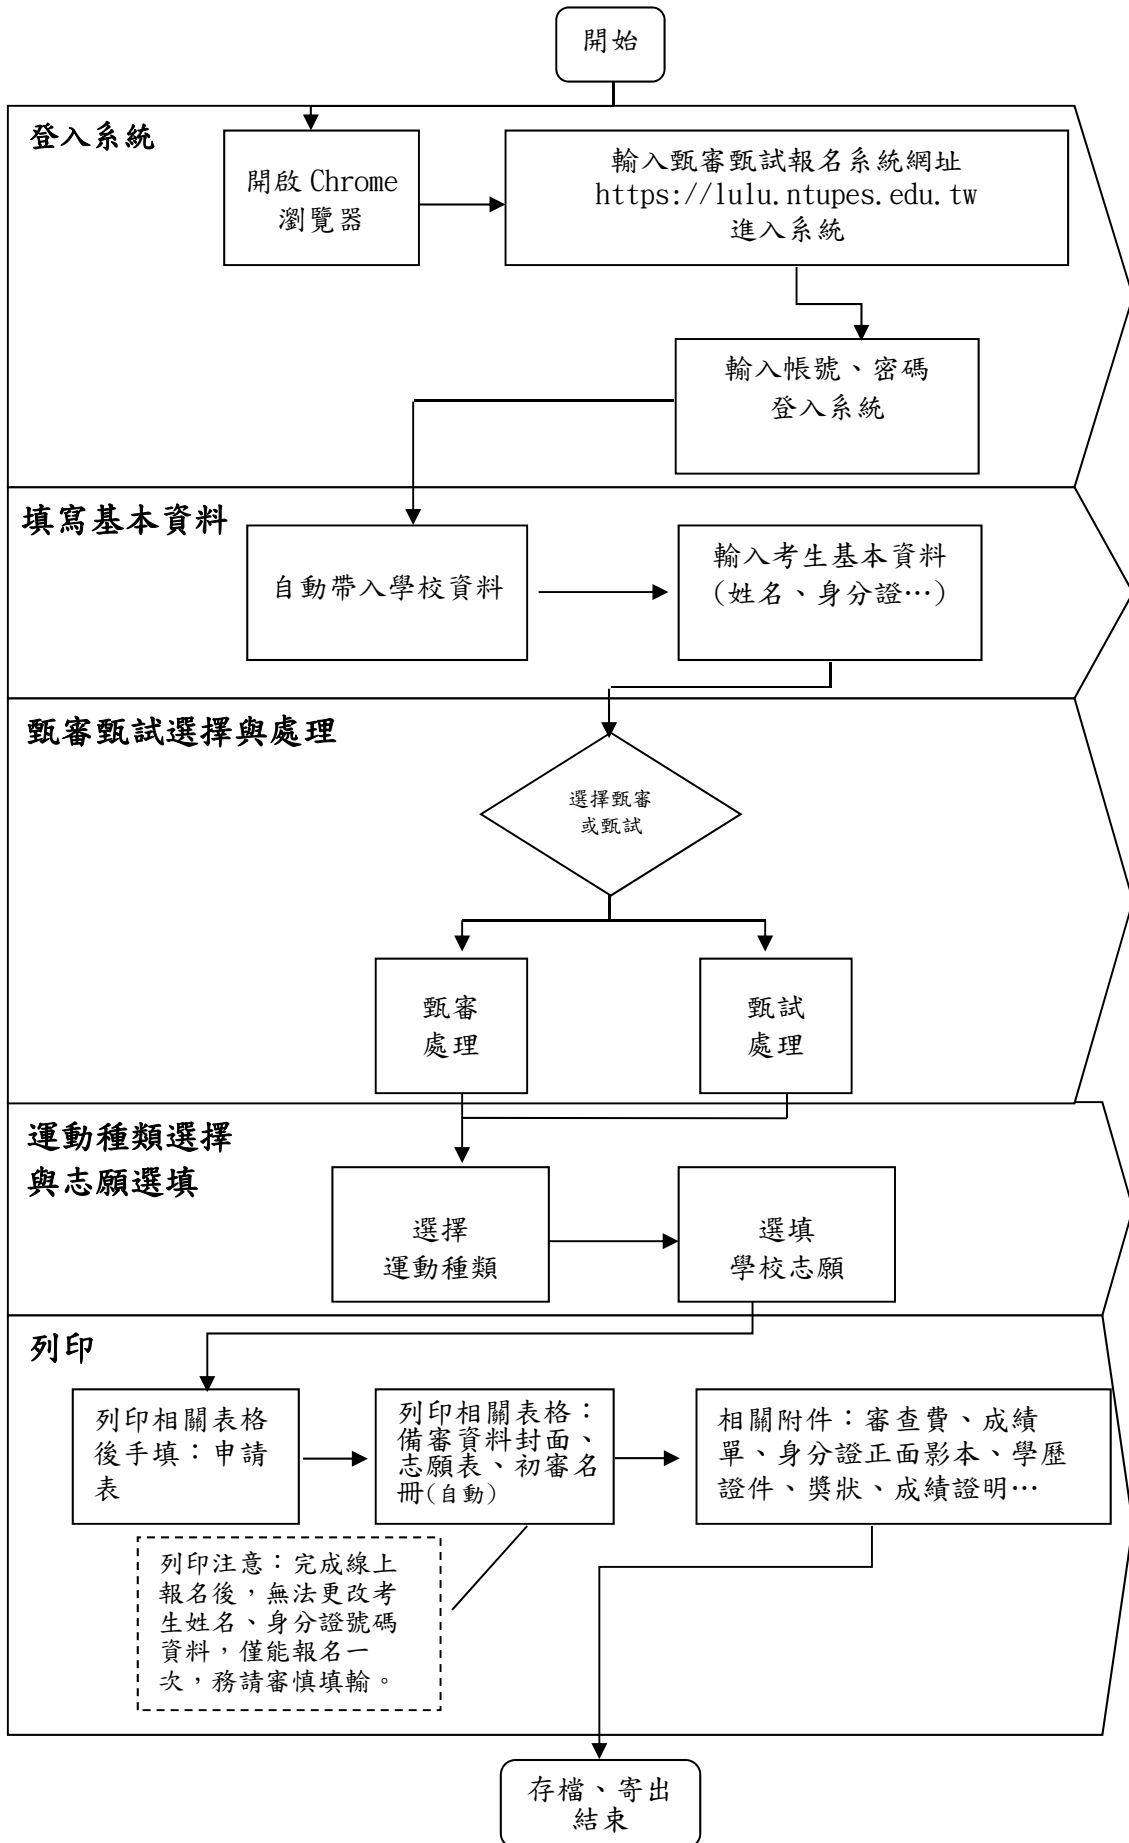 開始
登入系統
開啟 Chrome
瀏覽器
輸入甄審甄試報名系統網址
https://lulu.ntupes.edu.tw
進入系統
輸入帳號、密碼
登入系統
填寫基本資料
自動帶入學校資料
輸入考生基本資料
(姓名、身分證…)
甄審甄試選擇與處理
選擇甄審
或甄試
甄審
處理
甄試
處理
運動種類選擇
與志願選填
選擇
運動種類
選填
學校志願
列印
列印相關表格
後手填：申請
表
列印相關表格：
備審資料封面、
志願表、初審名
冊(自動)
相關附件：審查費、成績
單、身分證正面影本、學歷
證件、獎狀、成績證明…
列印注意：完成線上
報名後，無法更改考
生姓名、身分證號碼
資料，僅能報名一
次，務請審慎填輸。
存檔、寄出
結束